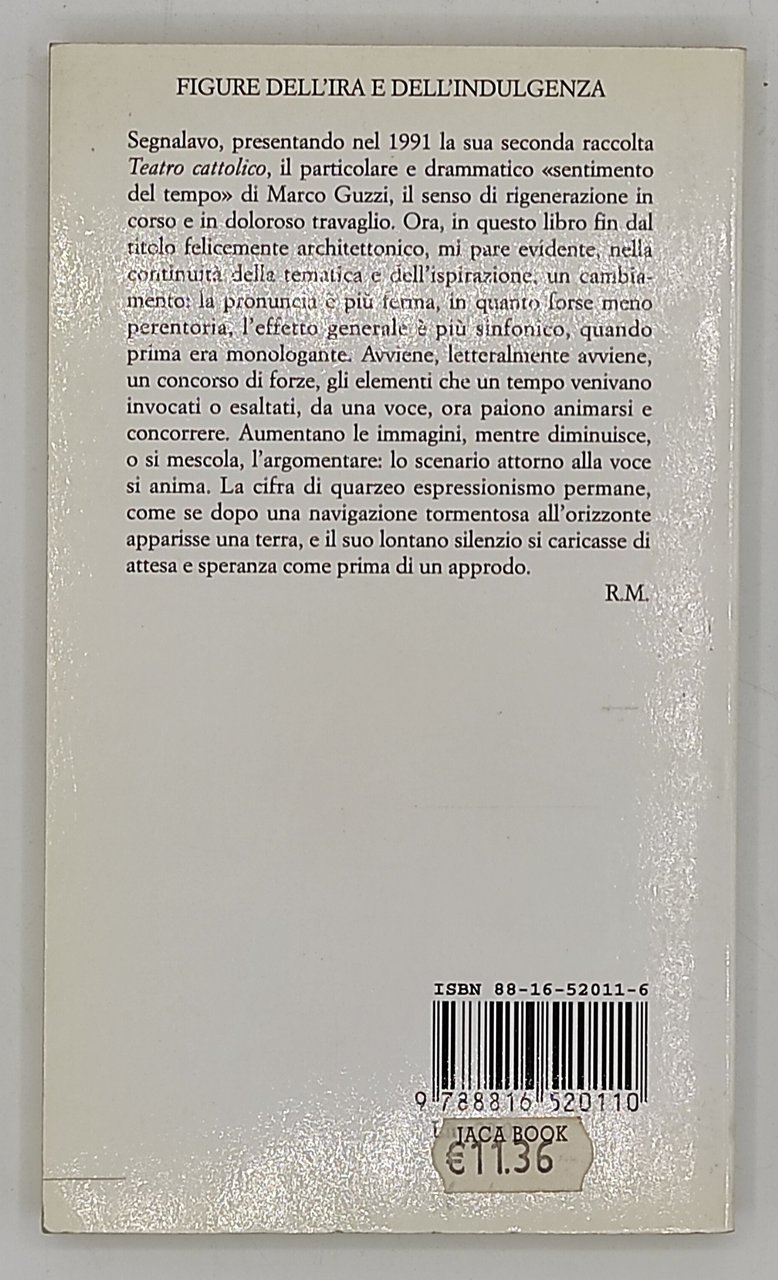 FIGURE DELL'IRA E DELL'INDULGENZA
Segnalavo, presentando nel 1991 la sua seconda raccolta
Teatro cattolico, il particolare e drammatico «sentimento
del tempo» di Marco Guzzi, il senso di rigenerazione in
corso e in doloroso travaglio. Ora, in questo libro fin dal
titolo felicemente architettonico, mi pare evidente, nella
continuità della tematica e dell'ispirazione, un cambia-
mento: la pronuncia è più ferma, in quanto forse meno
perentoria, l'effetto generale è più sinfonico, quando
prima era monologante. Avviene, letteralmente avviene,
un concorso di forze, gli elementi che un tempo venivano
invocati o esaltati, da una voce, ora paiono animarsi e
concorrere. Aumentano le immagini, mentre diminuisce,
o si mescola, l'argomentare: lo scenario attorno alla voce
si anima. La cifra di quarzeo espressionismo permane,
come se dopo una navigazione tormentosa all'orizzonte
apparisse una terra, e il suo lontano silenzio si caricasse di
attesa e speranza come prima di un approdo.
R.M.
ISBN 88-16-52011-6
9 788816 520110
JACA BOOK
€11.36